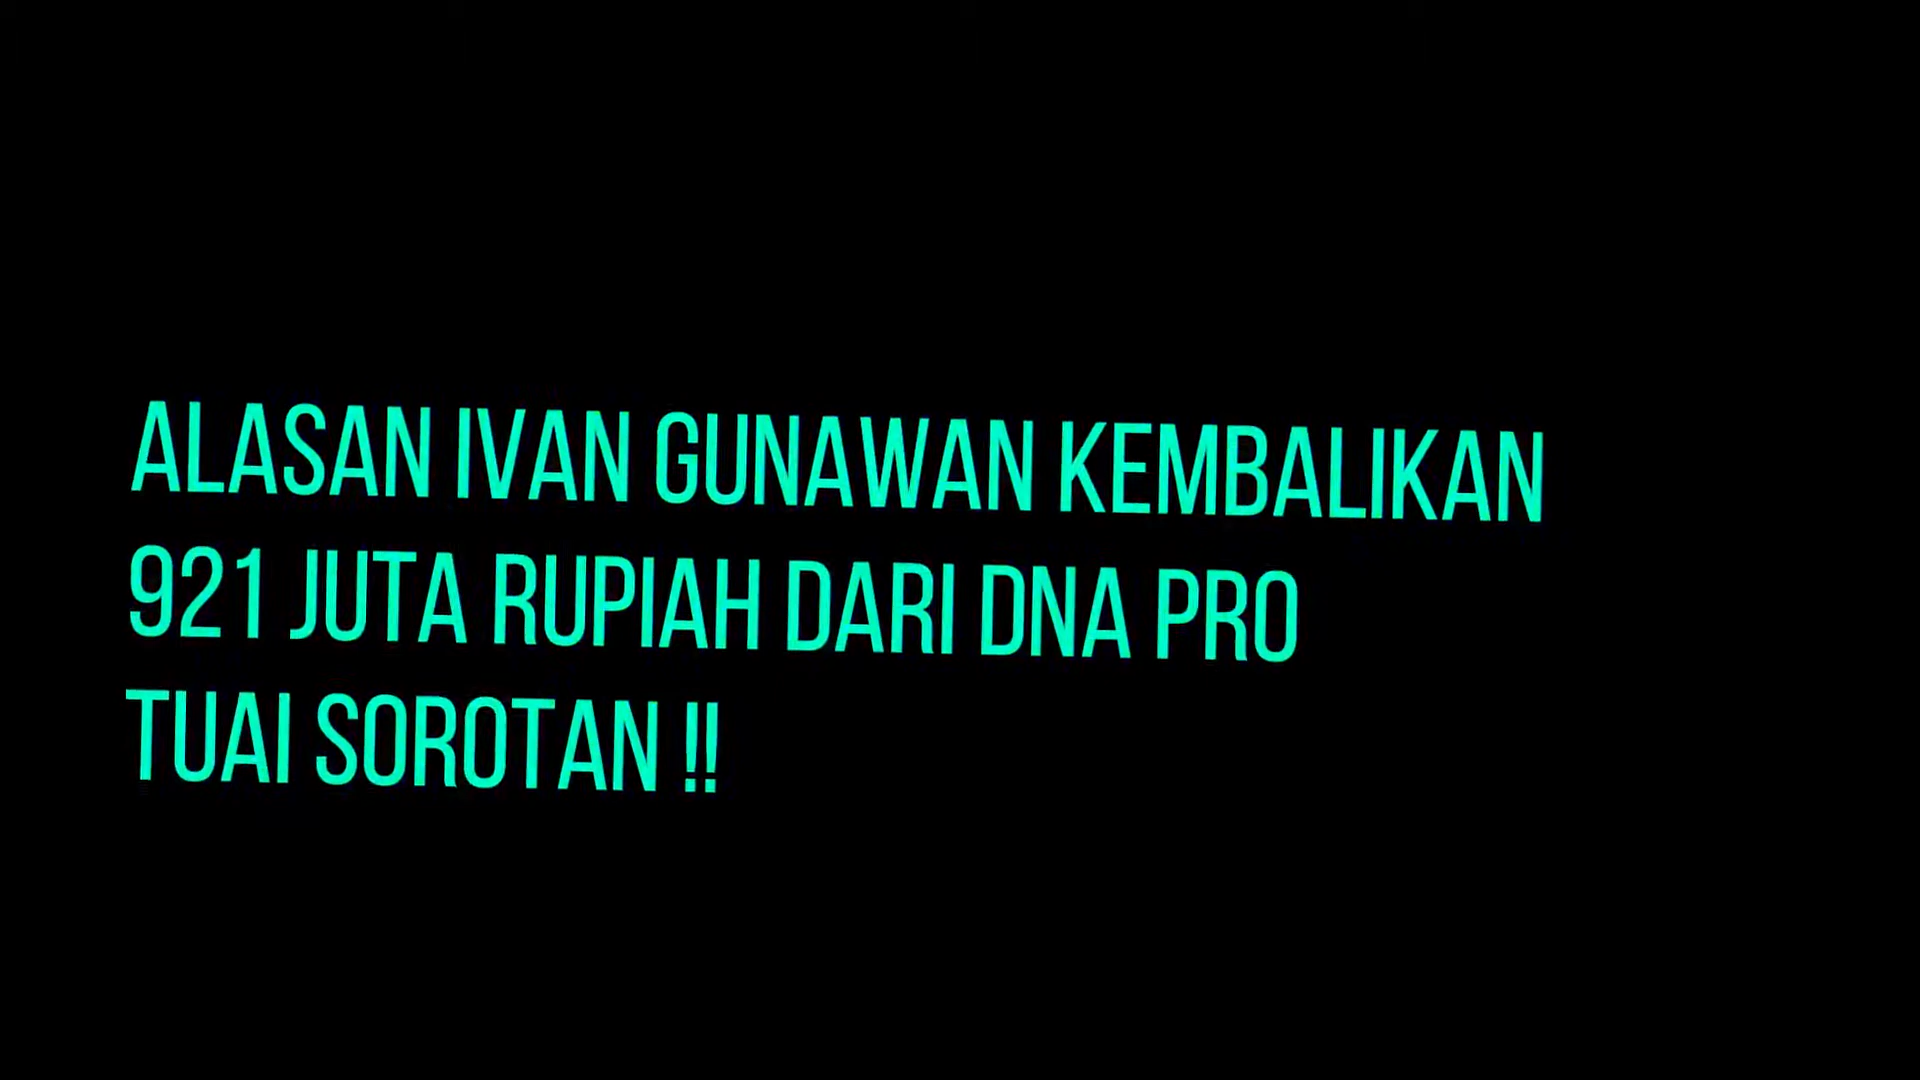 ALASAN IVAN GUNAWAN KEMBALIKAN
921 JUTA RUPIAH DARI DNA PRO
TUAI SOROTAN !!